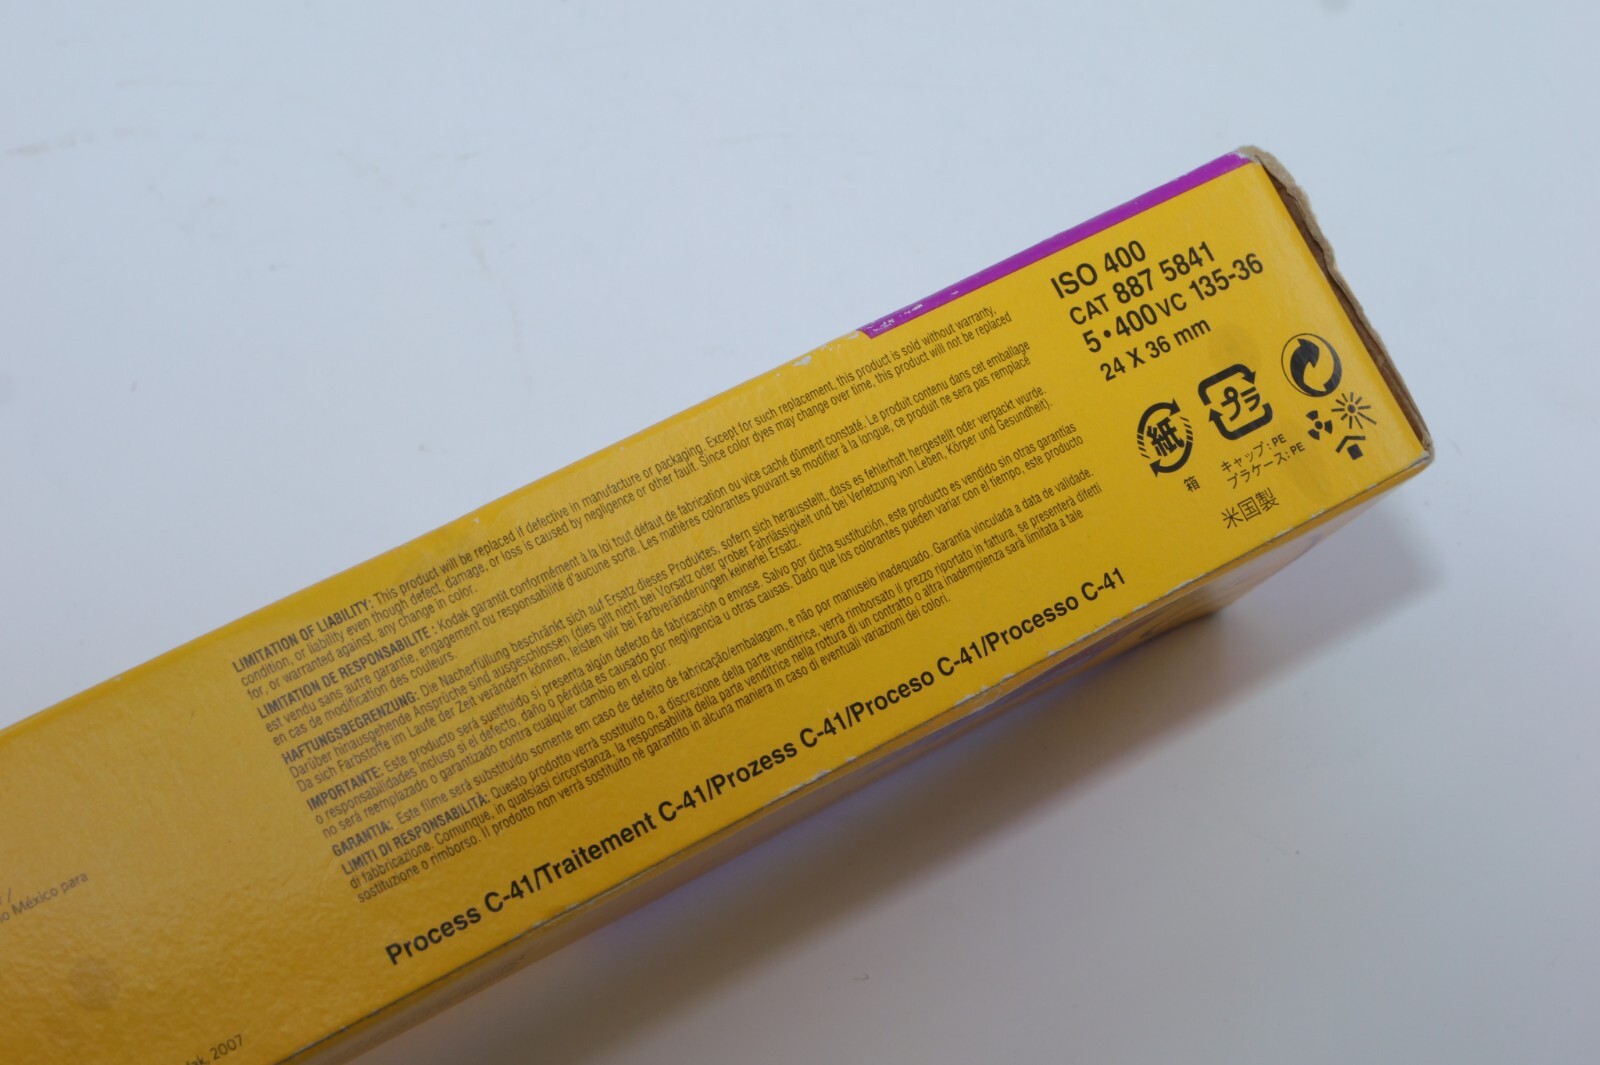 ISO 400
CAT 887 5841
5•400VC 135-36
24 X 36 mm
紙
箱
プラ
キャップ:PE
プラケース:PE
米国製
LIMITATION OF LIABILITY: This product will be replaced if defective in manufacture or packaging. Except for such replacement, this product is sold without warranty,
condition, or liability even though defect, damage, or loss is caused by negligence or other fault. Since color dyes may change over time, this product will not be replaced
for, or warranted against, any change in color.
LIMITATION DE RESPONSABILITE : Kodak garantit conformément à la loi tout défaut de fabrication ou vice caché dûment constaté. Le produit contenu dans cet emballage
est vendu sans autre garantie, engagement ou responsabilité d'aucune sorte. Les matières colorantes pouvant se modifier à la longue, ce produit ne sera pas remplacé
en cas de modification des couleurs.
HAFTUNGSBEGRENZUNG: Die Nacherfüllung beschränkt sich auf Ersatz dieses Produktes, sofern sich herausstellt, dass es fehlerhaft hergestellt oder verpackt wurde.
Darüber hinausgehende Ansprüche sind ausgeschlossen (dies gilt nicht bei Vorsatz oder grober Fahrlässigkeit und bei Verletzung von Leben, Körper und Gesundheit).
Da sich Farbstoffe im Laufe der Zeit verändern können, leisten wir bei Farbveränderungen keinerlei Ersatz.
IMPORTANTE: Este producto será sustituido si presenta algún defecto de fabricación o envase. Salvo por dicha sustitución, este producto es vendido sin otras garantías
o responsabilidades inclusio si el defecto, daño o pérdida es causado por negligencia u otras causas. Dado que los colorantes pueden variar con el tiempo, este producto
no será reemplazado o garantizado contra cualquier cambio en el color.
GARANTIA: Este filme será substituido somente em caso de defeito de fabricação/embalagem, e não por manuseio inadequado. Garantia vinculada a data de validade.
LIMITI DI RESPONSABILITÀ: Questo prodotto verrà sostituito o, a discrezione della parte venditrice, verrà rimborsato il prezzo riportato in fattura, se presenterà difetti
di fabbricazione. Comunque, in qualsiasi circostanza, la responsabilità della parte venditrice nella rottura di un contratto o altra inadempienza sarà limitata a tale
sostituzione o rimborso. Il prodotto non verrà sostituito nè garantito in alcuna maniera in caso di eventuali variazioni dei colori.
Process C-41/Traitement C-41/Prozess C-41/Proceso C-41/Processo C-41
México para
2007